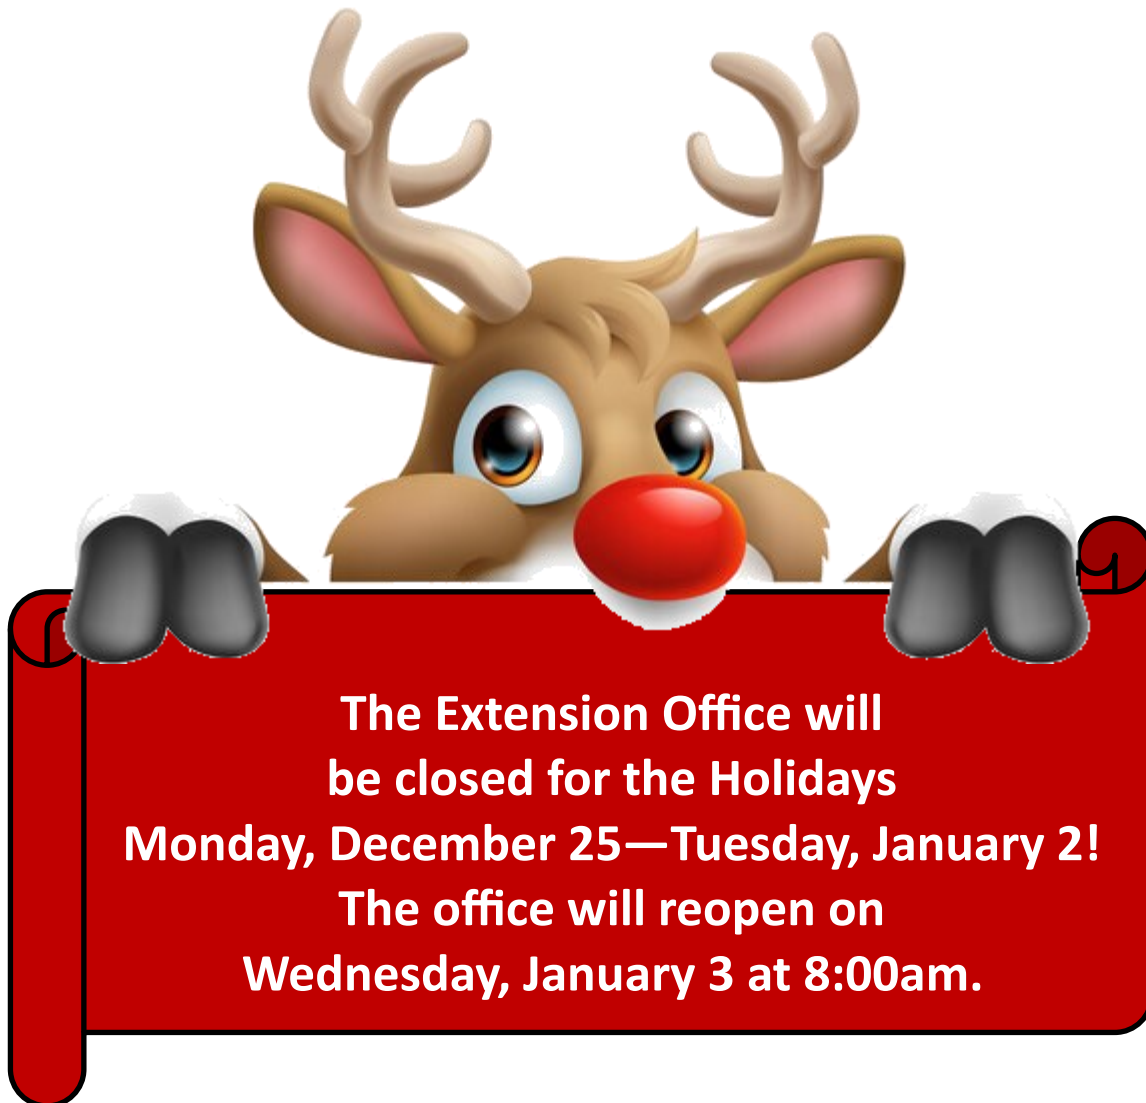 The Extension Office will
be closed for the Holidays
Monday, December 25—Tuesday, January 2!
The office will reopen on
Wednesday, January 3 at 8:00am.